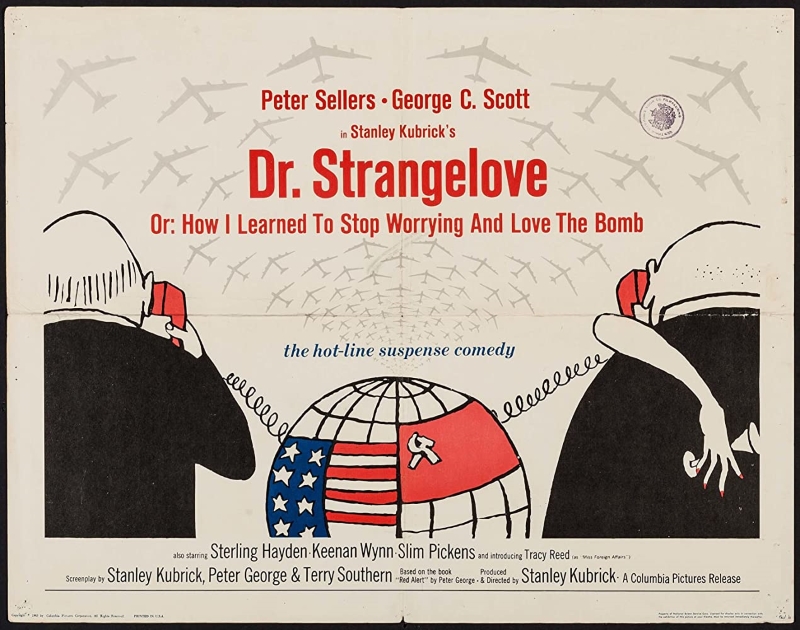 Peter Sellers · George C. Scott
in Stanley Kubrick's
Dr. Strangelove
Or: How I Learned To Stop Worrying And Love The Bomb
the hot-line suspense comedy
also starring Sterling Hayden · Keenan Wynn · Slim Pickens and introducing Tracy Reed (as "Miss Foreign Affairs")
Screenplay by Stanley Kubrick, Peter George & Terry Southern Based on the book "Red Alert" by Peter George · Produced & Directed by Stanley Kubrick · A Columbia Pictures Release
PRINTED IN U.S.A.